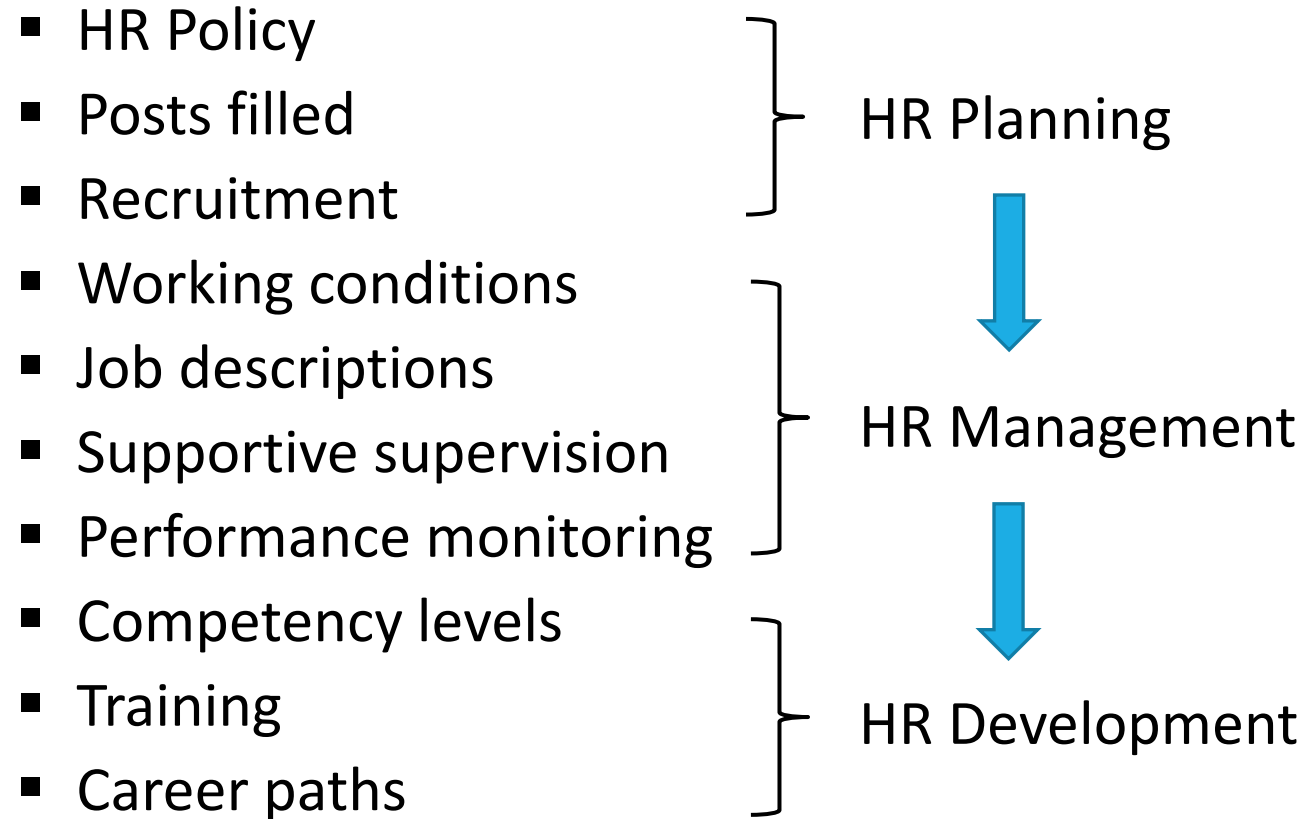 ▪ HR Policy
▪ Posts filled
▪ Recruitment
▪ Working conditions
▪ Job descriptions
▪ Supportive supervision
▪ Performance monitoring
▪ Competency levels
▪ Training
▪ Career paths
HR Planning
HR Management
HR Development